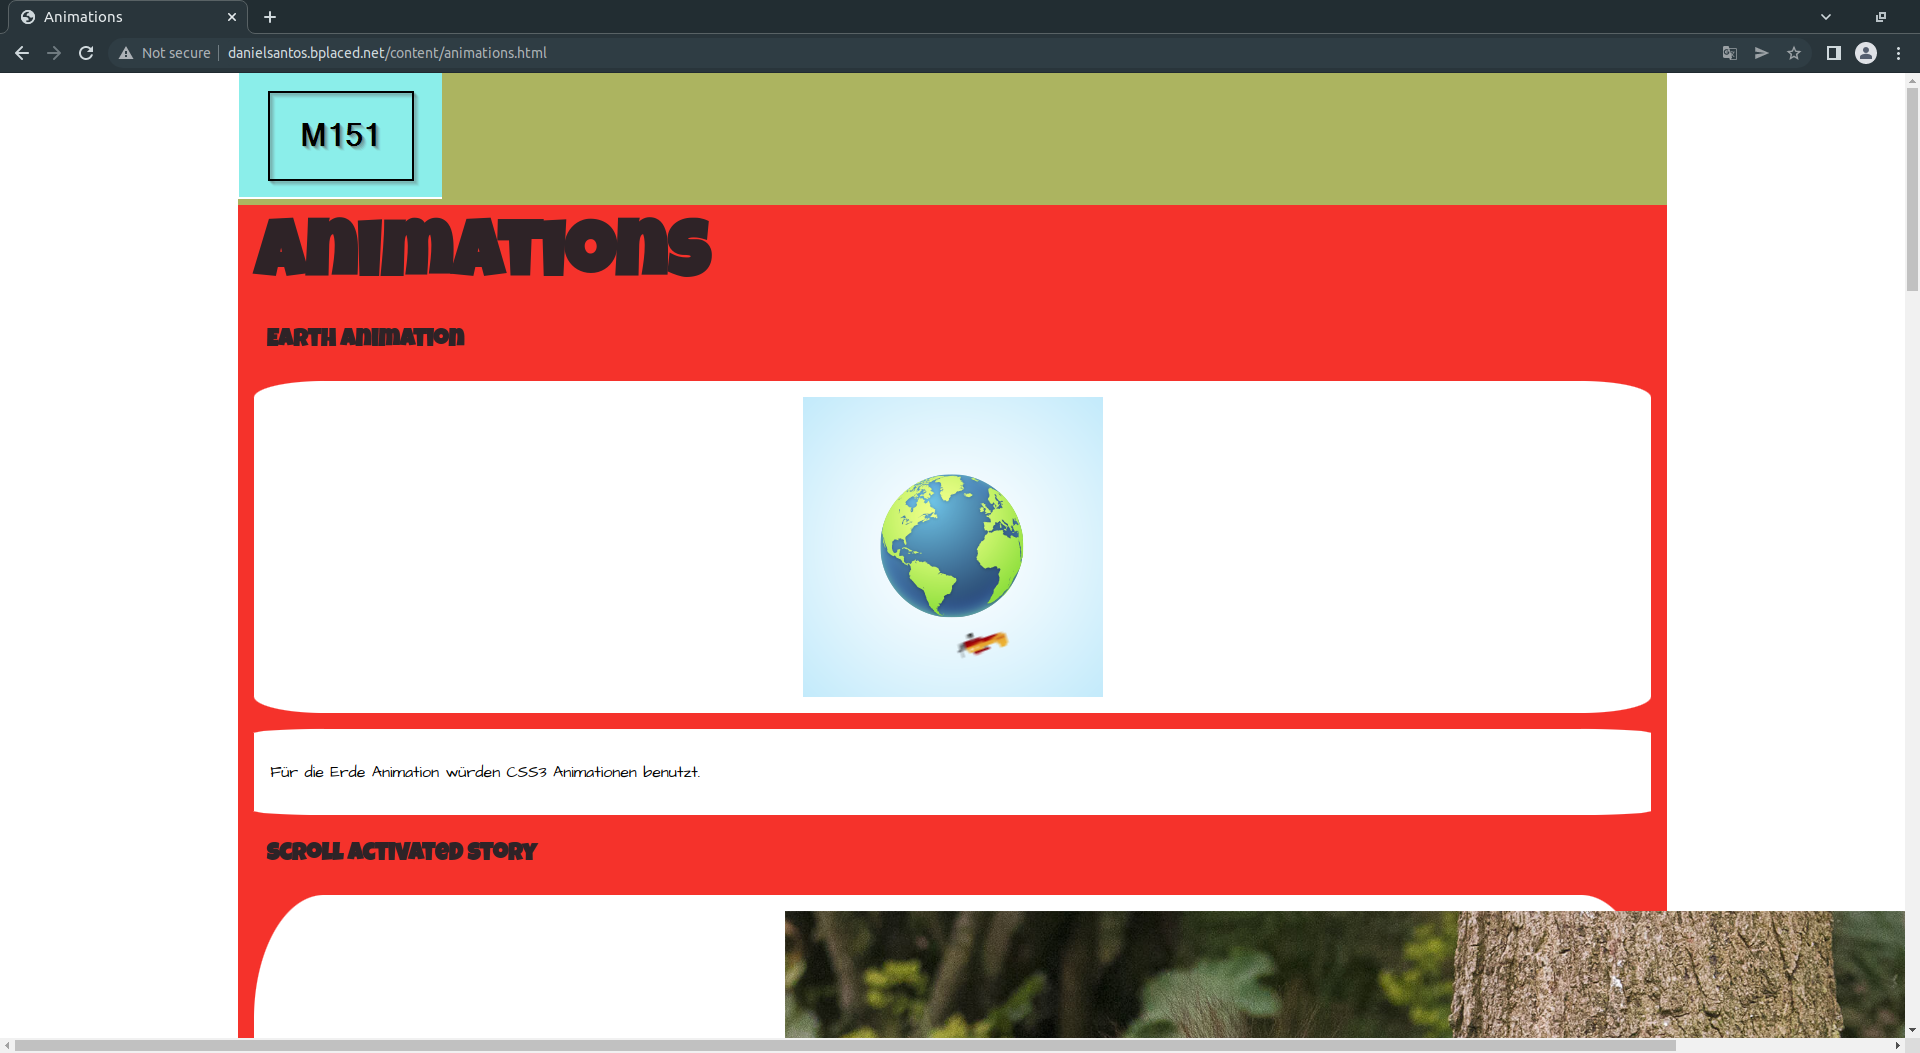 Animations
Not secure
danielsantos.bplaced.net/content/animations.html
M151
Animations
Earth Animation
Für die Erde Animation würden CSS3 Animationen benutzt.
Scroll Activated Story